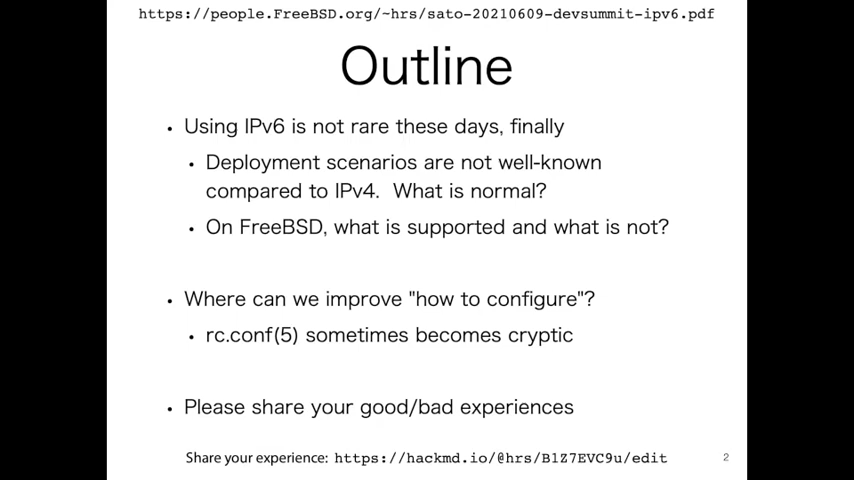 https://people.FreeBSD.org/~hrs/sato-20210609-devsummit-ipv6.pdf
Outline
• Using IPv6 is not rare these days, finally
• Deployment scenarios are not well-known
compared to IPv4. What is normal?
• On FreeBSD, what is supported and what is not?
• Where can we improve "how to configure"?
• rc.conf(5) sometimes becomes cryptic
• Please share your good/bad experiences
Share your experience: https://hackmd.io/@hrs/B1Z7EVC9u/edit
2